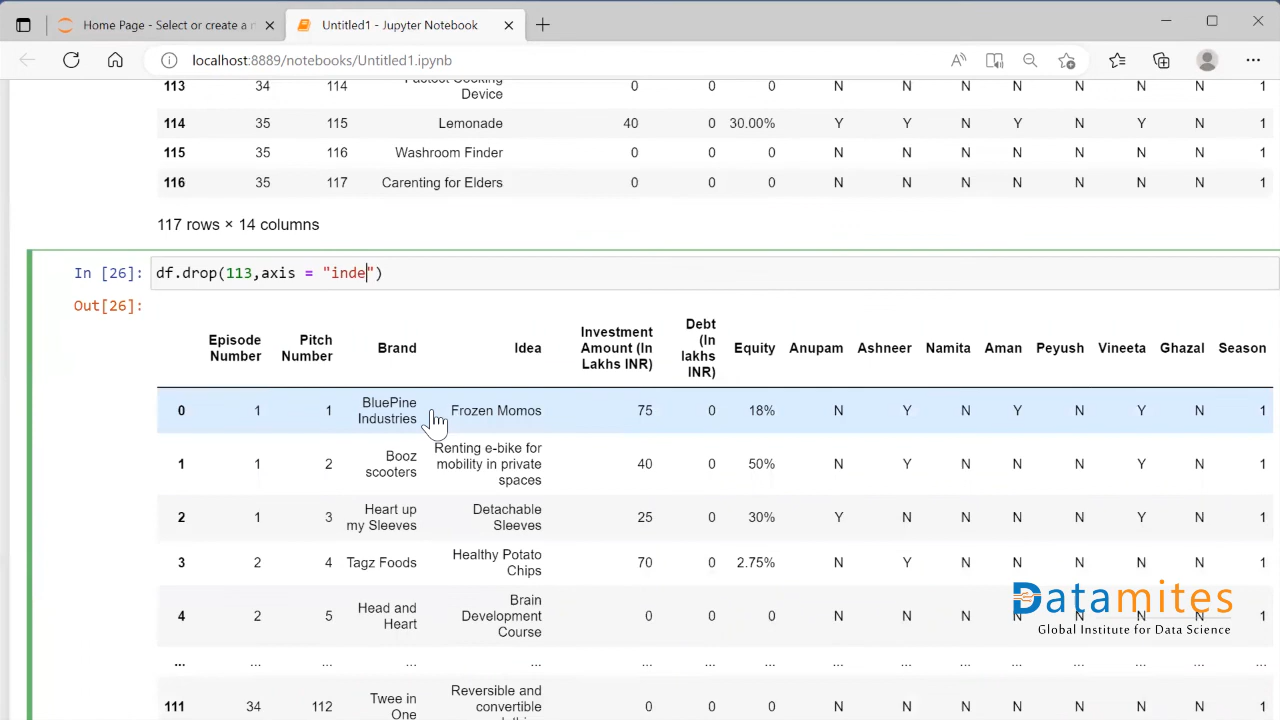 Home Page - Select or create a n
Untitled1 - Jupyter Notebook
localhost:8889/notebooks/Untitled1.ipynb
113 34 114 Cooking Device 0 0 0 N N N N N N N 1
114 35 115 Lemonade 40 0 30.00% Y Y N Y N Y N 1
115 35 116 Washroom Finder 0 0 0 N N N N N N N 1
116 35 117 Carenting for Elders 0 0 0 N N N N N N N 1
117 rows × 14 columns
In [26]: df.drop(113,axis = "inde")
Out[26]:
Episode Number Pitch Number Brand Idea Investment Amount (In Lakhs INR) Debt (In lakhs INR) Equity Anupam Ashneer Namita Aman Peyush Vineeta Ghazal Season
0 1 1 BluePine Industries Frozen Momos 75 0 18% N Y N Y N Y N 1
1 1 2 Booz scooters Renting e-bike for mobility in private spaces 40 0 50% N Y N N N Y N 1
2 1 3 Heart up my Sleeves Detachable Sleeves 25 0 30% Y N N N N Y N 1
3 2 4 Tagz Foods Healthy Potato Chips 70 0 2.75% N Y N N N N N 1
4 2 5 Head and Heart Brain Development Course 0 0 0 N N N N N N N 1
... ... ... ... ... ... ... ... ... ... ... ... ... ... ... ...
111 34 112 Twee in One Reversible and convertible 0 0 0 N N N N N N N 1
Datamites
Global Institute for Data Science